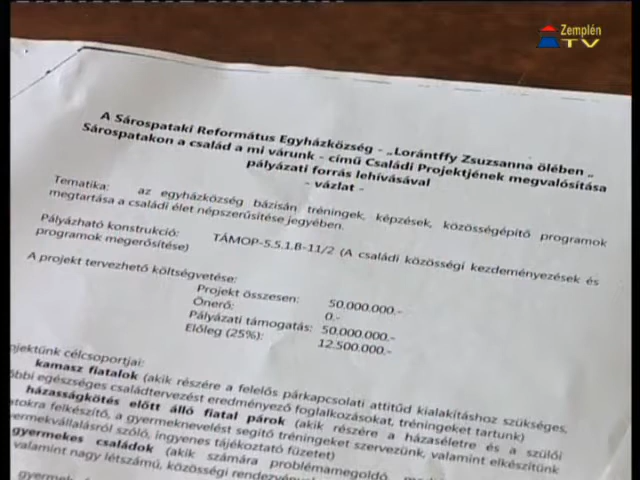 Zemplén
TV
A Sárospataki Református Egyházközség - „Lorántffy Zsuzsanna ölében „
Sárospatakon a család a mi várunk - című Családi Projektjének megvalósítása
pályázati forrás lehívásával
- vázlat -
Tematika: az egyházközség bázisán tréningek, képzések, közösségépítő programok
megtartása a családi élet népszerűsítése jegyében.
Pályázható konstrukció: TÁMOP-5.5.1.B-11/2 (A családi közösségi kezdeményezések és
programok megerősítése)
A projekt tervezhető költségvetése:
Projekt összesen: 50.000.000.-
Önerő: 0.-
Pályázati támogatás: 50.000.000.-
Előleg (25%): 12.500.000.-
ojektünk célcsoportjai:
kamasz fiatalok (akik részére a felelős párkapcsolati attitűd kialakításhoz szükséges,
őbbi egészséges családtervezést eredményező foglalkozásokat, tréningeket tartunk)
házasságkötés előtt álló fiatal párok (akik részére a házaséletre és a szülői
atokra felkészítő, a gyermeknevelést segítő tréningeket szervezünk, valamint elkészítünk
ermekvállalásról szóló, ingyenes tájékoztató füzetet)
gyermekes családok (akik számára problémamegoldó
valamint nagy létszámú, közösségi